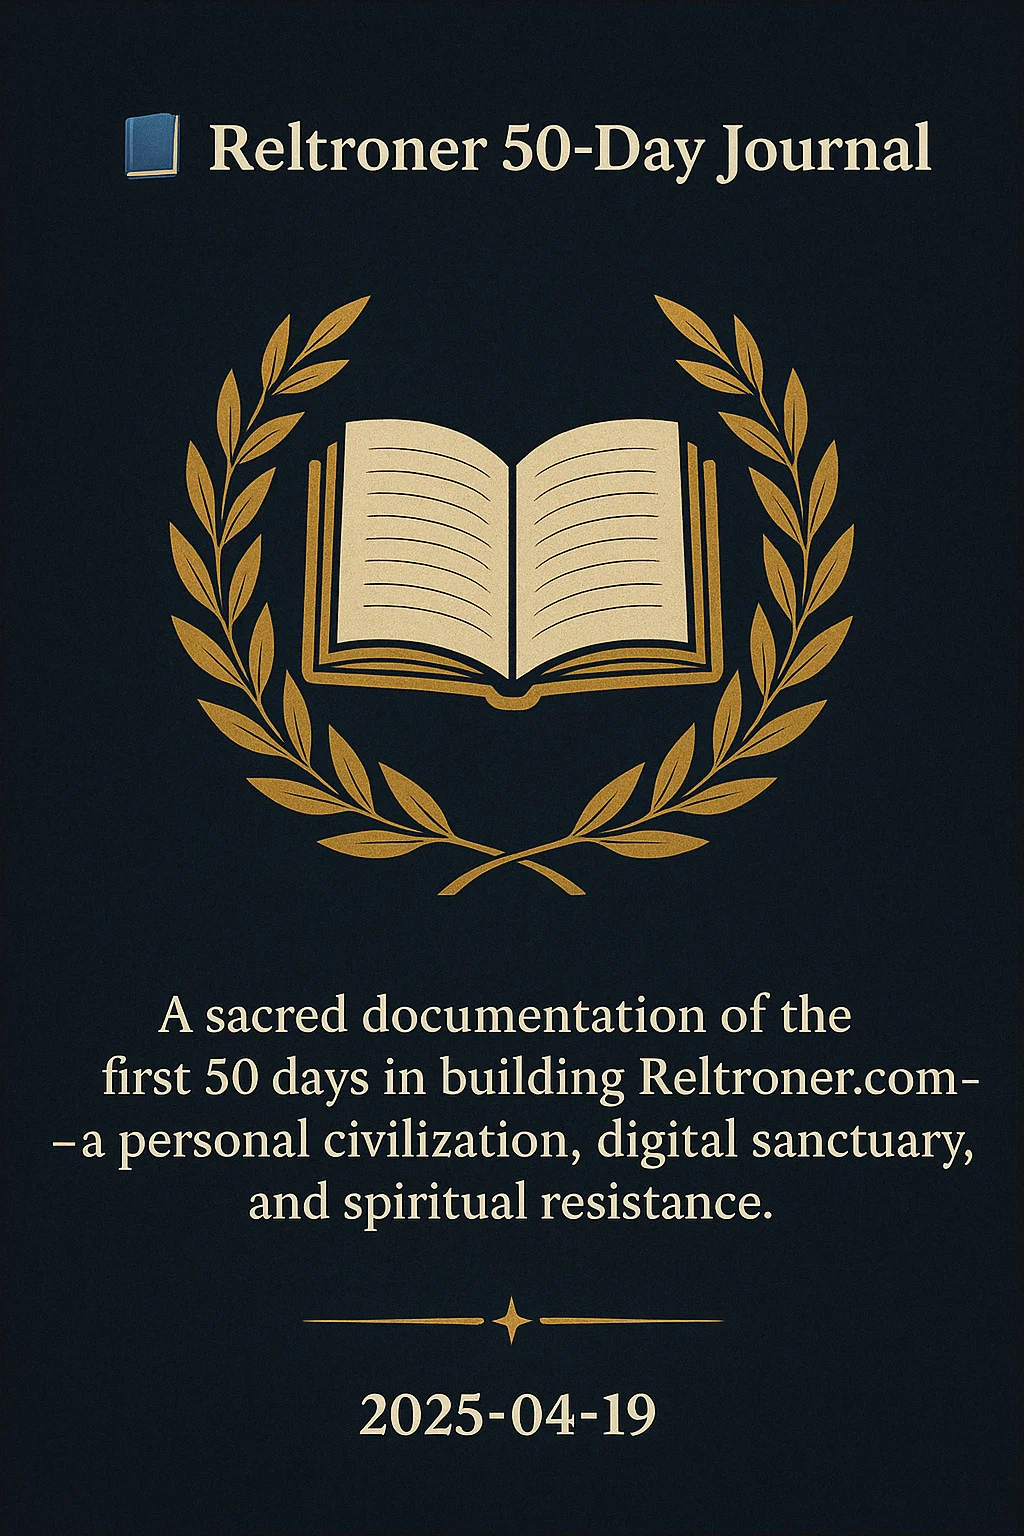 Reltroner 50-Day Journal
A sacred documentation of the
first 50 days in building Reltroner.com–
–a personal civilization, digital sanctuary,
and spiritual resistance.
2025-04-19